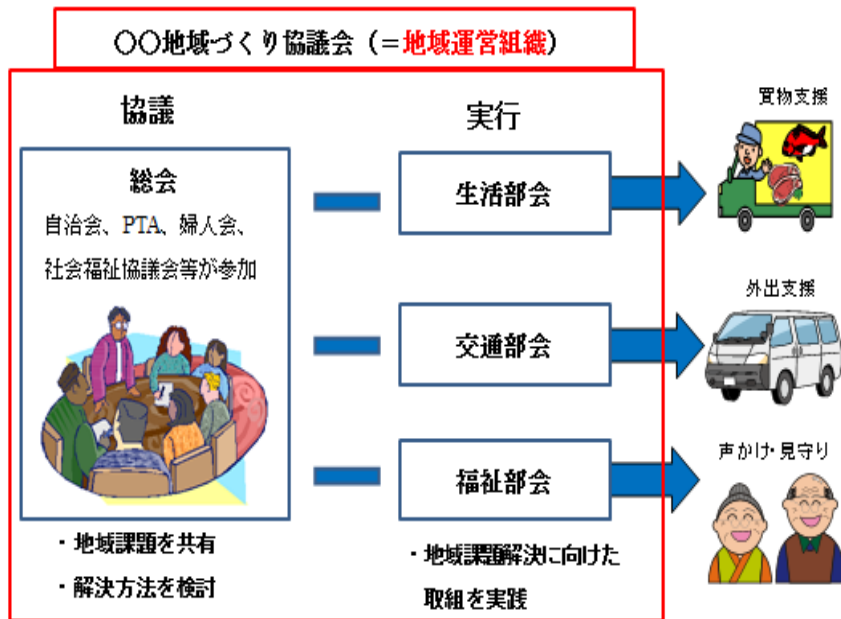 〇〇地域づくり協議会（＝地域運営組織）
協議
総会
自治会、PTA、婦人会、
社会福祉協議会等が参加
・地域課題を共有
・解決方法を検討
実行
生活部会
交通部会
福祉部会
・地域課題解決に向けた
取組を実践
買物支援
外出支援
声かけ・見守り